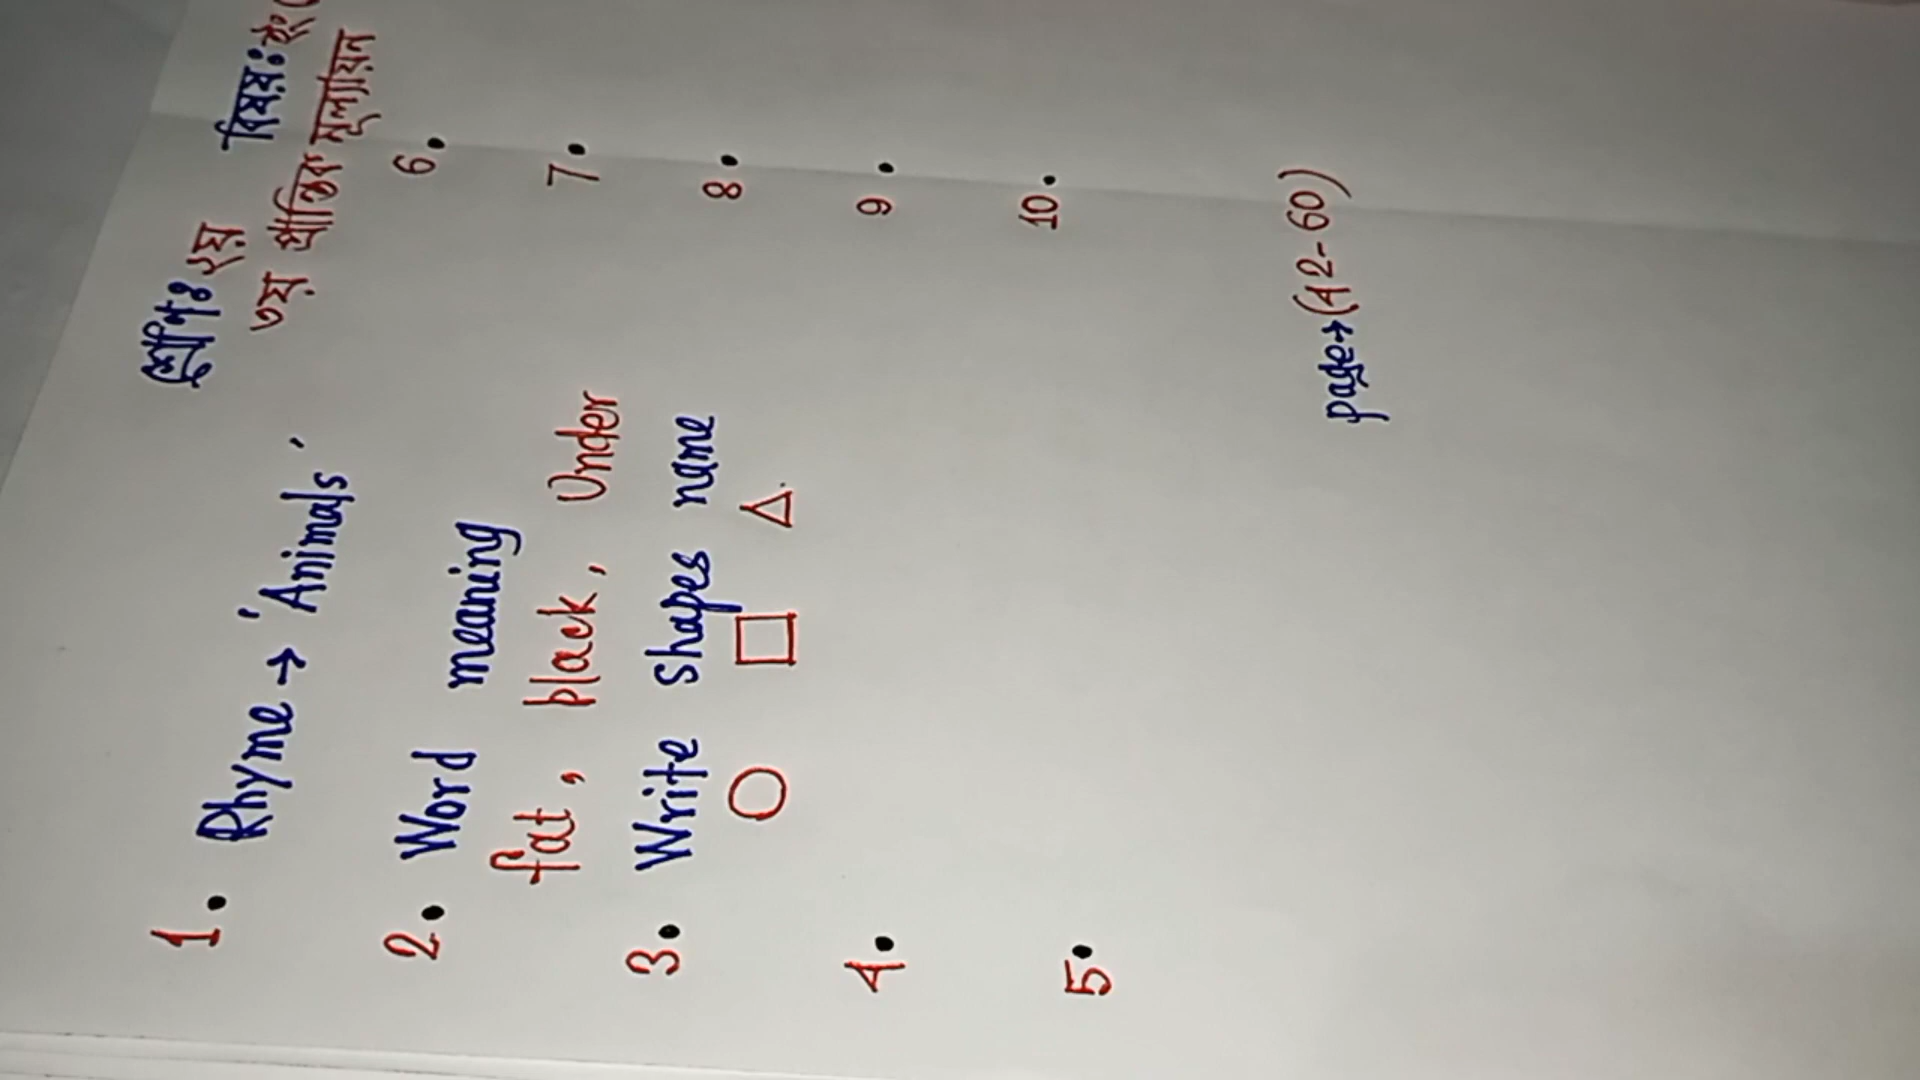 শ্রেণিঃ ২য় বিষয়ঃ
৩য় প্রান্তিক মূল্যায়ন
1. Rhyme → 'Animals'
2. Word meaning
fat, black, Under
3. Write shapes name
4.
5.
6.
7.
8.
9.
10.
page→(42-60)